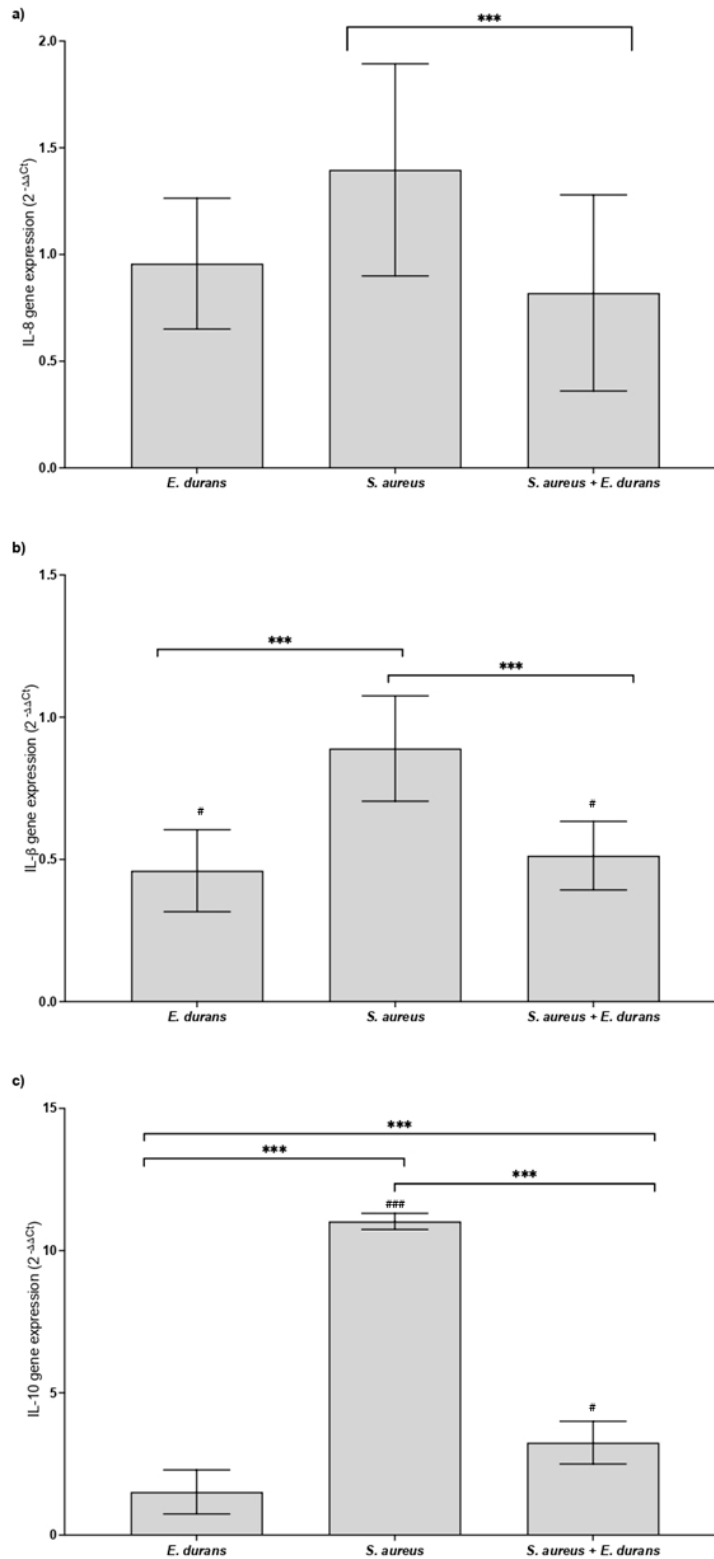 a)
***
2.0
1.5
1.0
0.5
0.0
IL-8 gene expression (2^-ΔΔCt)
E. durans
S. aureus
S. aureus + E. durans
b)
1.5
1.0
0.5
0.0
IL-β gene expression (2^-ΔΔCt)
***
***
#
#
E. durans
S. aureus
S. aureus + E. durans
c)
15
10
5
0
IL-10 gene expression (2^-ΔΔCt)
***
***
***
###
#
E. durans
S. aureus
S. aureus + E. durans